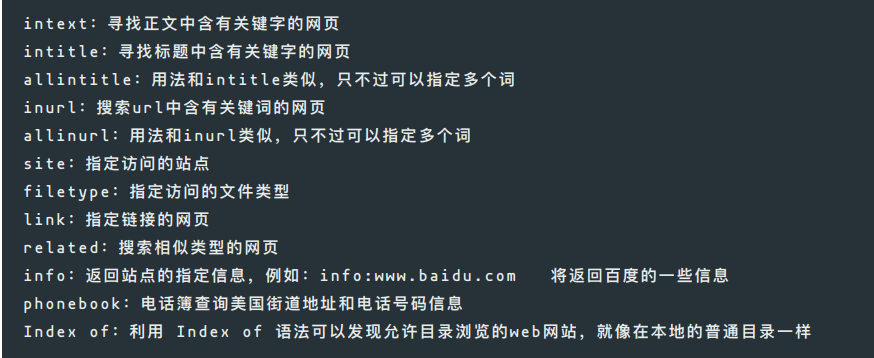 intext：寻找正文中含有关键字的网页
intitle：寻找标题中含有关键字的网页
allintitle：用法和intitle类似，只不过可以指定多个词
inurl：搜索url中含有关键词的网页
allinurl：用法和inurl类似，只不过可以指定多个词
site：指定访问的站点
filetype：指定访问的文件类型
link：指定链接的网页
related：搜索相似类型的网页
info：返回站点的指定信息，例如：info:www.baidu.com   将返回百度的一些信息
phonebook：电话簿查询美国街道地址和电话号码信息
Index of：利用 Index of 语法可以发现允许目录浏览的web网站，就像在本地的普通目录一样